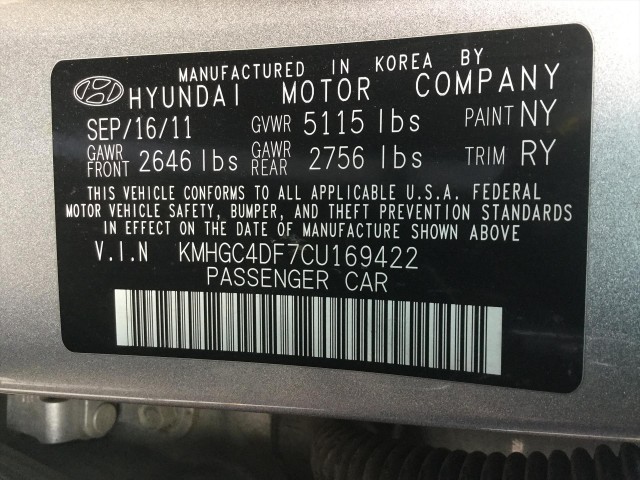 MANUFACTURED IN KOREA BY
HYUNDAI MOTOR COMPANY
SEP/16/11 GVWR 5115 lbs PAINT NY
GAWR FRONT 2646 lbs GAWR REAR 2756 lbs TRIM RY
THIS VEHICLE CONFORMS TO ALL APPLICABLE U.S.A. FEDERAL
MOTOR VEHICLE SAFETY, BUMPER, AND THEFT PREVENTION STANDARDS
IN EFFECT ON THE DATE OF MANUFACTURE SHOWN ABOVE
V.I.N KMHGC4DF7CU169422
PASSENGER CAR